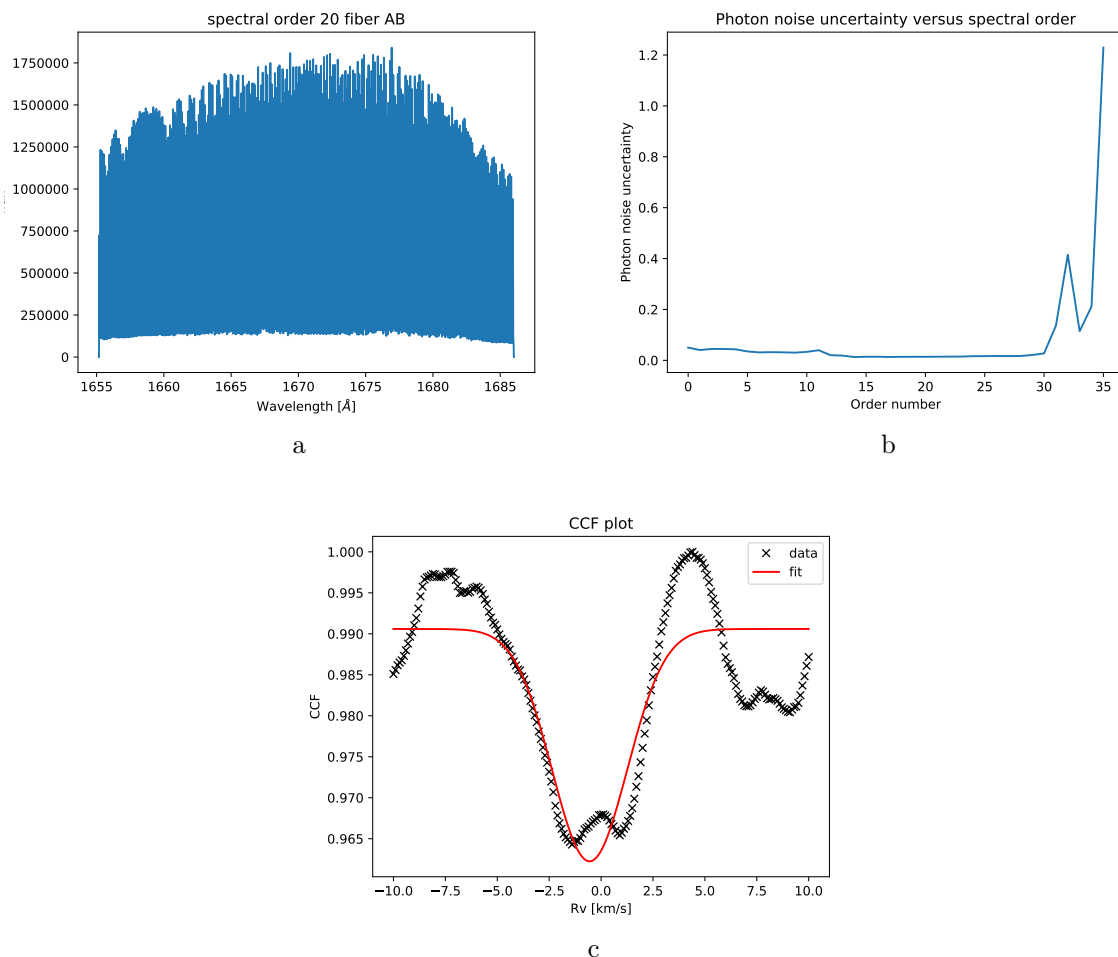 spectral order 20 fiber AB
1750000
1500000
1250000
1000000
750000
500000
250000
0
1655 1660 1665 1670 1675 1680 1685
Wavelength [Å]
a
Photon noise uncertainty versus spectral order
Photon noise uncertainty
1.2
1.0
0.8
0.6
0.4
0.2
0.0
0 5 10 15 20 25 30 35
Order number
b
CCF plot
data
fit
CCF
1.000
0.995
0.990
0.985
0.980
0.975
0.970
0.965
−10.0 −7.5 −5.0 −2.5 0.0 2.5 5.0 7.5 10.0
Rv [km/s]
c